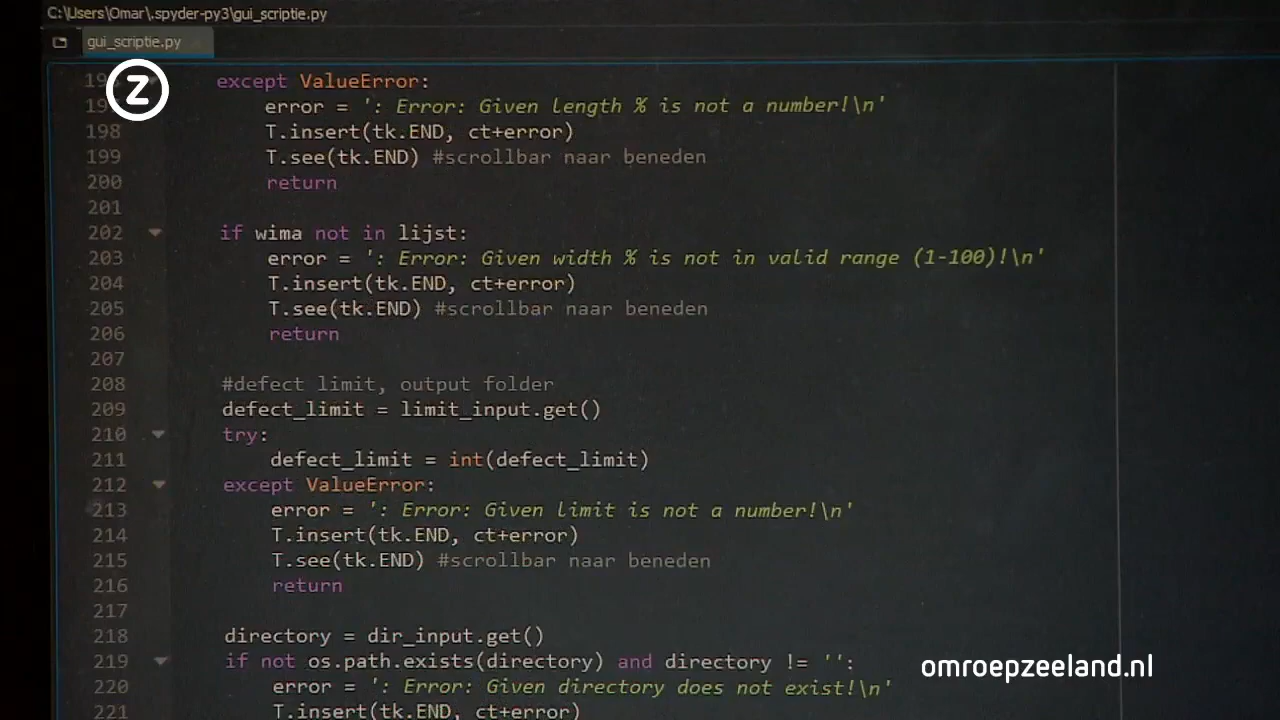 C:\Users\Omar\.spyder-py3\gui_scriptie.py
gui_scriptie.py
except ValueError:
Z
error = ': Error: Given length % is not a number!\n'
198 T.insert(tk.END, ct+error)
199 T.see(tk.END) #scrollbar naar beneden
200 return
201
202 if wima not in lijst:
203 error = ': Error: Given width % is not in valid range (1-100)!\n'
204 T.insert(tk.END, ct+error)
205 T.see(tk.END) #scrollbar naar beneden
206 return
207
208 #defect limit, output folder
209 defect_limit = limit_input.get()
210 try:
211 defect_limit = int(defect_limit)
212 except ValueError:
213 error = ': Error: Given limit is not a number!\n'
214 T.insert(tk.END, ct+error)
215 T.see(tk.END) #scrollbar naar beneden
216 return
217
218 directory = dir_input.get()
219 if not os.path.exists(directory) and directory != '':
omroepzeeland.nl
220 error = ': Error: Given directory does not exist!\n'
221 T.insert(tk.END, ct+error)